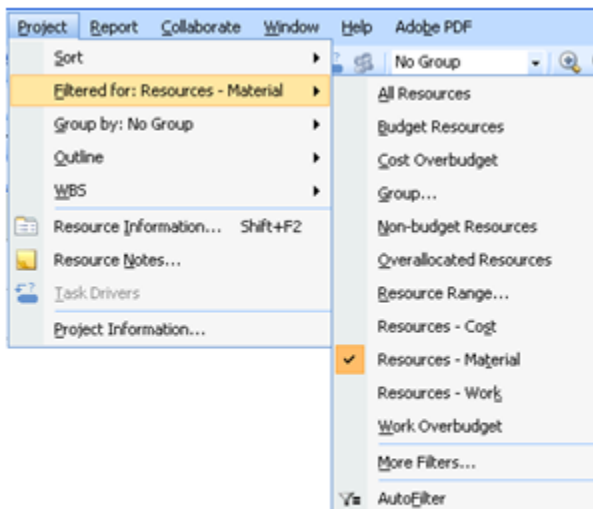 Project Report Collaborate Window Help Adobe PDF
No Group
Sort
Filtered for: Resources - Material
Group by: No Group
Outline
WBS
Resource Information... Shift+F2
Resource Notes...
Task Drivers
Project Information...
All Resources
Budget Resources
Cost Overbudget
Group...
Non-budget Resources
Overallocated Resources
Resource Range...
Resources - Cost
Resources - Material
Resources - Work
Work Overbudget
More Filters...
AutoFilter